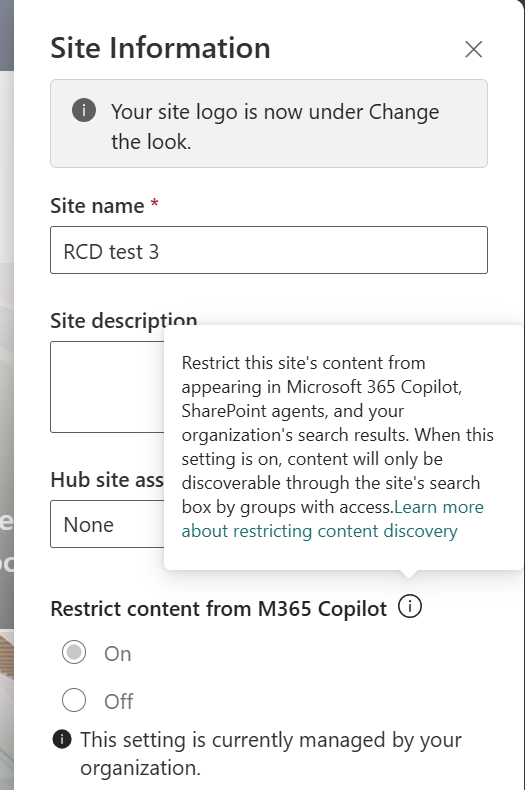 Site Information
Your site logo is now under Change
the look.
Site name *
RCD test 3
Site description
Restrict this site's content from
appearing in Microsoft 365 Copilot,
SharePoint agents, and your
organization's search results. When this
setting is on, content will only be
discoverable through the site's search
box by groups with access.Learn more
about restricting content discovery
Hub site ass
None
Restrict content from M365 Copilot
On
Off
This setting is currently managed by your
organization.